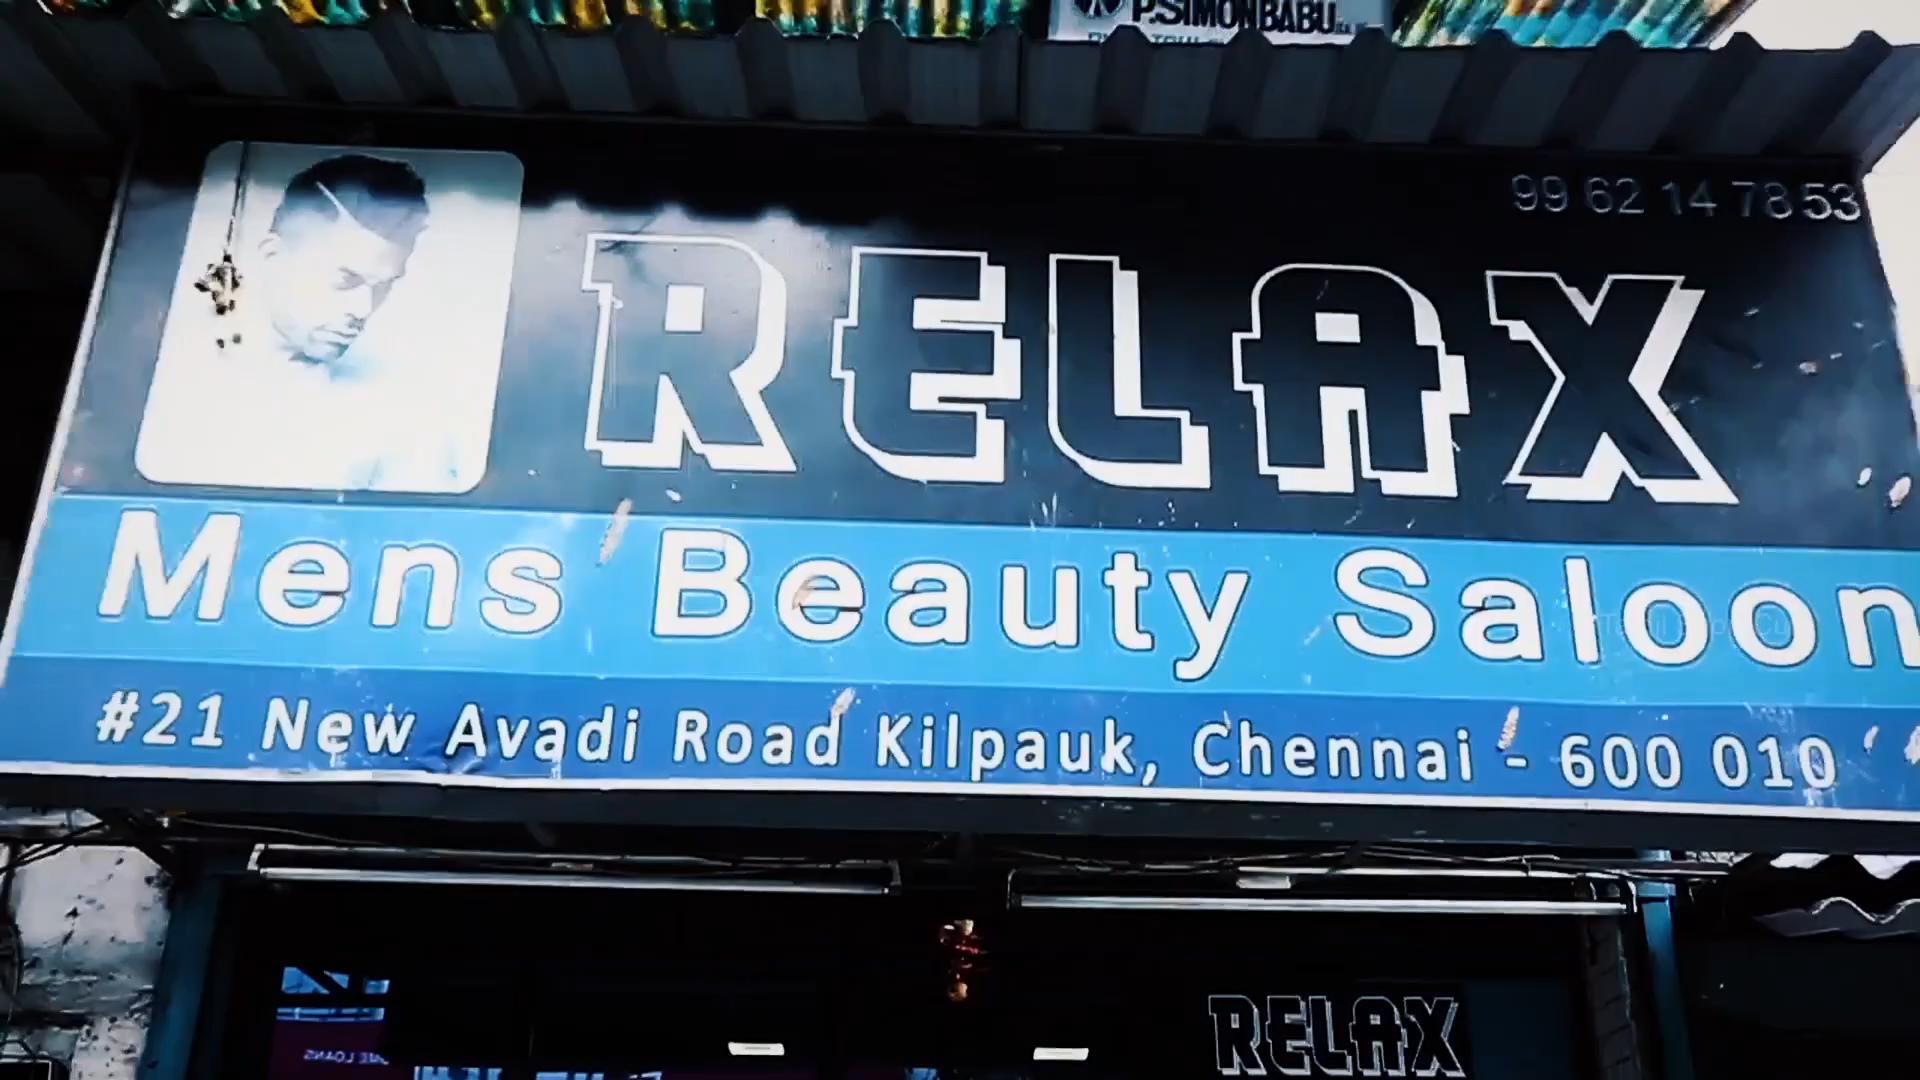 P.SIMONBABU
99 62 14 78 53
RELAX
Mens Beauty Saloon
#21 New Avadi Road Kilpauk, Chennai - 600 010
RELAX